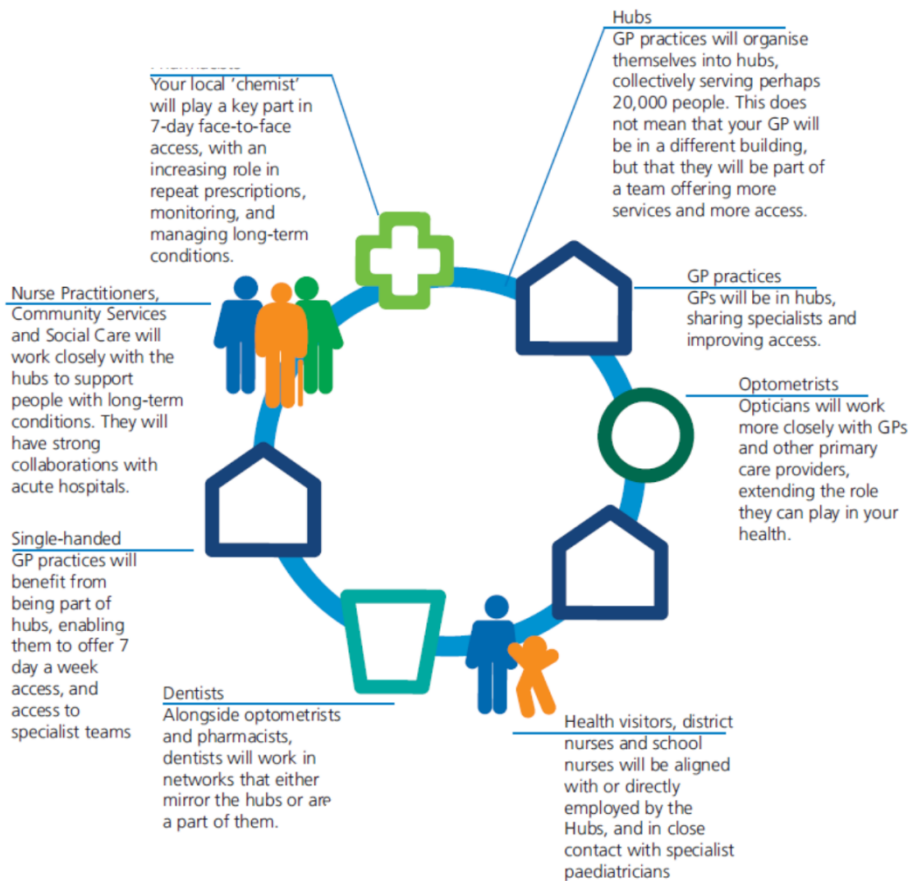 Hubs
GP practices will organise
themselves into hubs,
collectively serving perhaps
20,000 people. This does
not mean that your GP will
be in a different building,
but that they will be part of
a team offering more
services and more access.
Your local ‘chemist’
will play a key part in
7-day face-to-face
access, with an
increasing role in
repeat prescriptions,
monitoring, and
managing long-term
conditions.
GP practices
GPs will be in hubs,
sharing specialists and
improving access.
Nurse Practitioners,
Community Services
and Social Care will
work closely with the
hubs to support
people with long-term
conditions. They will
have strong
collaborations with
acute hospitals.
Optometrists
Opticians will work
more closely with GPs
and other primary
care providers,
extending the role
they can play in your
health.
Single-handed
GP practices will
benefit from
being part of
hubs, enabling
them to offer 7
day a week
access, and
access to
specialist teams
Dentists
Alongside optometrists
and pharmacists,
dentists will work in
networks that either
mirror the hubs or are
a part of them.
Health visitors, district
nurses and school
nurses will be aligned
with or directly
employed by the
Hubs, and in close
contact with specialist
paediatricians